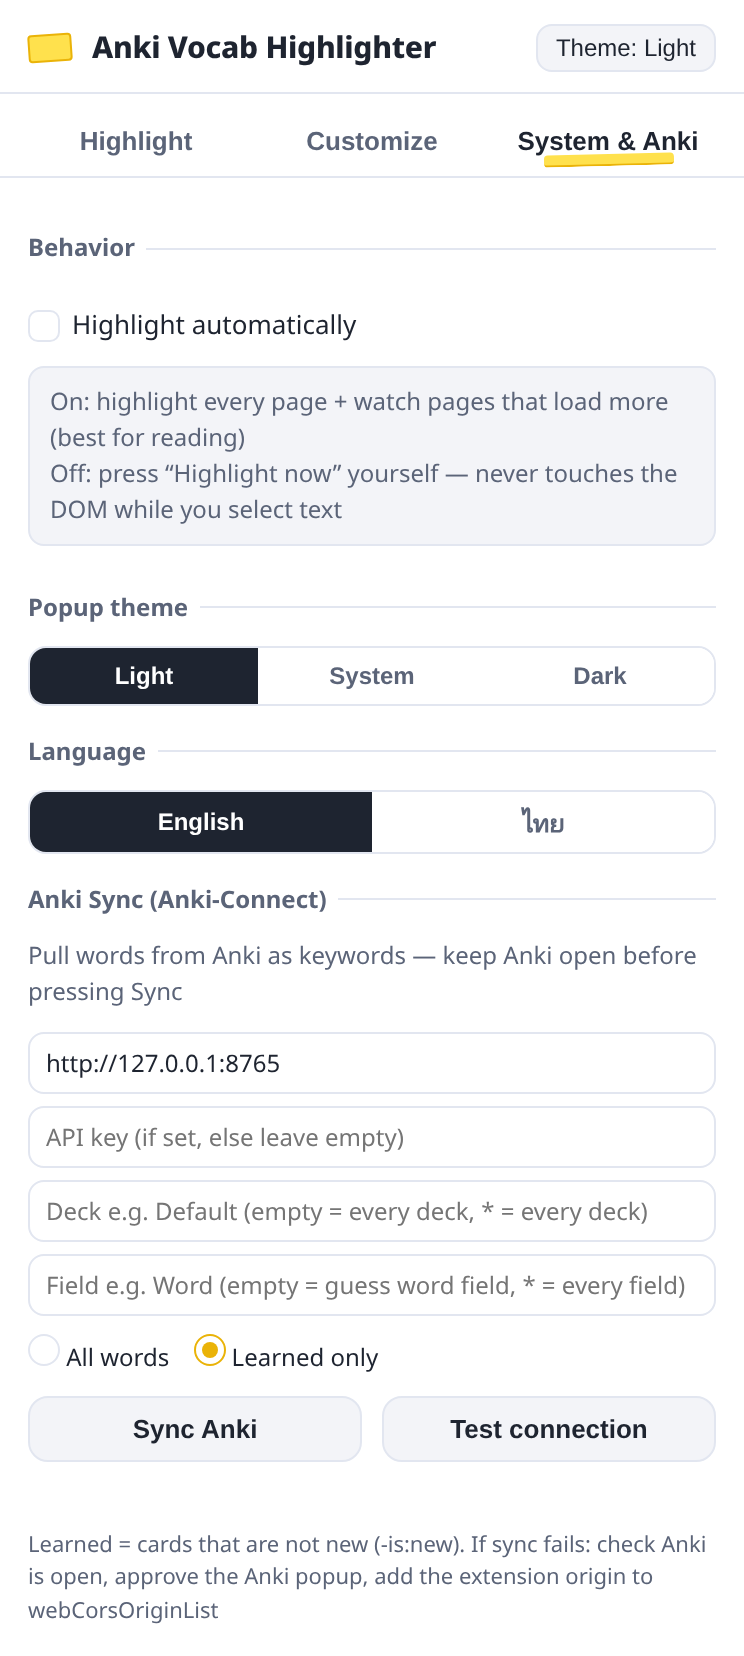 Anki Vocab Highlighter
Theme: Light
Highlight
Customize
System & Anki
Behavior
Highlight automatically
On: highlight every page + watch pages that load more
(best for reading)
Off: press “Highlight now” yourself — never touches the
DOM while you select text
Popup theme
Light
System
Dark
Language
English
ไทย
Anki Sync (Anki-Connect)
Pull words from Anki as keywords — keep Anki open before
pressing Sync
http://127.0.0.1:8765
API key (if set, else leave empty)
Deck e.g. Default (empty = every deck, * = every deck)
Field e.g. Word (empty = guess word field, * = every field)
All words
Learned only
Sync Anki
Test connection
Learned = cards that are not new (-is:new). If sync fails: check Anki
is open, approve the Anki popup, add the extension origin to
webCorsOriginList